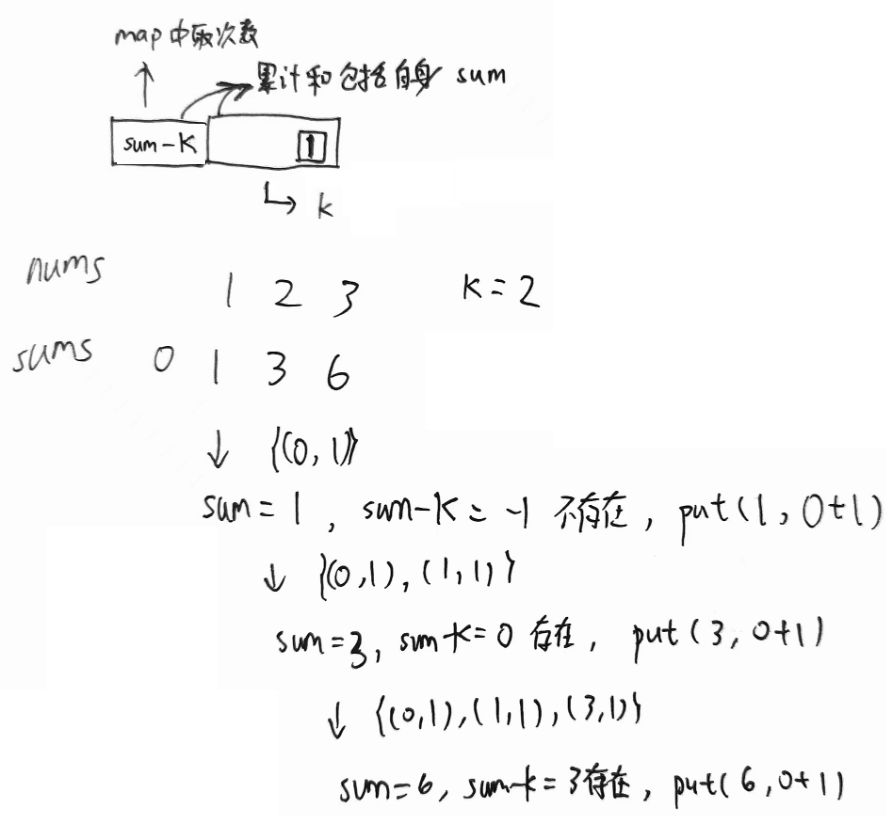 map中取次数
累计和包括自身 sum
sum-K 1
k
nums 1 2 3 k=2
sums 0 1 3 6
{(0,1)}
sum=1, sum-K=-1 不存在, put(1,0+1)
{(0,1),(1,1)}
sum=3, sum-K=0 存在, put(3,0+1)
{(0,1),(1,1),(3,1)}
sum=6, sum-k=3存在, put(6,0+1)